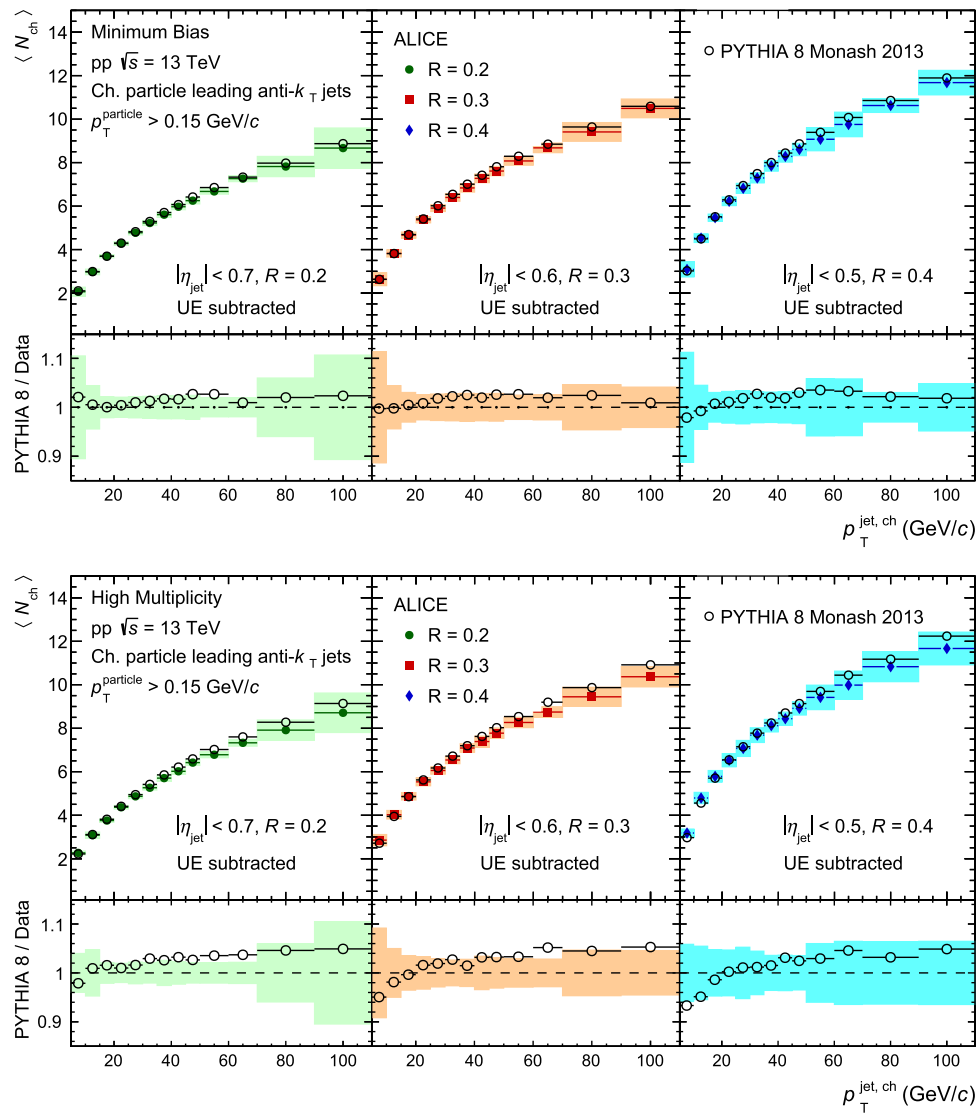 ⟨ N_ch ⟩
14
12
10
8
6
4
2
Minimum Bias
pp √s = 13 TeV
Ch. particle leading anti-k_T jets
p_T^particle > 0.15 GeV/c
|η_jet| < 0.7, R = 0.2
UE subtracted
ALICE
R = 0.2
R = 0.3
R = 0.4
|η_jet| < 0.6, R = 0.3
UE subtracted
PYTHIA 8 Monash 2013
|η_jet| < 0.5, R = 0.4
UE subtracted
PYTHIA 8 / Data
1.1
1
0.9
20 40 60 80 100 20 40 60 80 100 20 40 60 80 100
p_T^jet, ch (GeV/c)
⟨ N_ch ⟩
14
12
10
8
6
4
2
High Multiplicity
pp √s = 13 TeV
Ch. particle leading anti-k_T jets
p_T^particle > 0.15 GeV/c
|η_jet| < 0.7, R = 0.2
UE subtracted
ALICE
R = 0.2
R = 0.3
R = 0.4
|η_jet| < 0.6, R = 0.3
UE subtracted
PYTHIA 8 Monash 2013
|η_jet| < 0.5, R = 0.4
UE subtracted
PYTHIA 8 / Data
1.1
1
0.9
20 40 60 80 100 20 40 60 80 100 20 40 60 80 100
p_T^jet, ch (GeV/c)